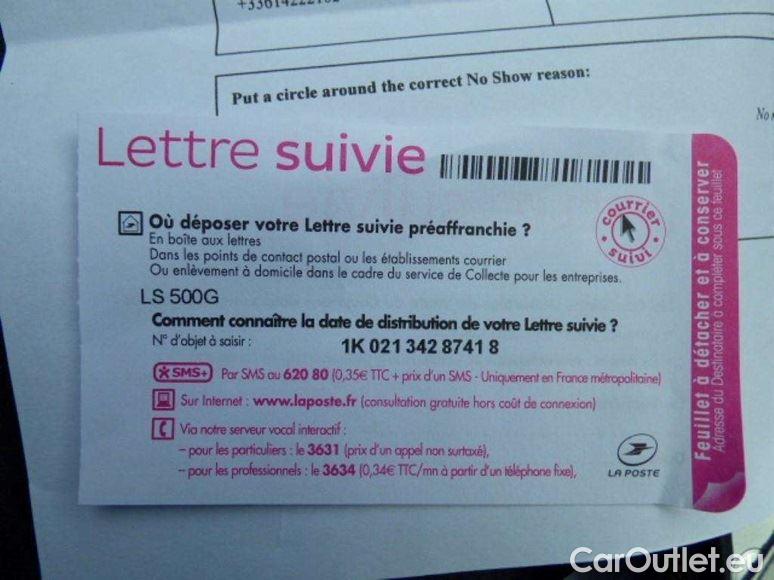 Put a circle around the correct No Show reason:
Lettre suivie
courrier suivi
Où déposer votre Lettre suivie préaffranchie ?
En boîte aux lettres
Dans les points de contact postal ou les établissements courrier
Ou enlèvement à domicile dans le cadre du service de Collecte pour les entreprises.
LS 500G
Comment connaître la date de distribution de votre Lettre suivie ?
N° d'objet à saisir : 1K 021 342 8741 8
SMS+ Par SMS au 620 80 (0,35€ TTC + prix d'un SMS - Uniquement en France métropolitaine)
Sur Internet : www.laposte.fr (consultation gratuite hors coût de connexion)
Via notre serveur vocal interactif :
– pour les particuliers : le 3631 (prix d'un appel non surtaxé),
– pour les professionnels : le 3634 (0,34€ TTC/mn à partir d'un téléphone fixe),
LA POSTE
Feuillet à détacher et à conserver
Adresse du Destinataire à compléter sous ce feuillet
CarOutlet.eu